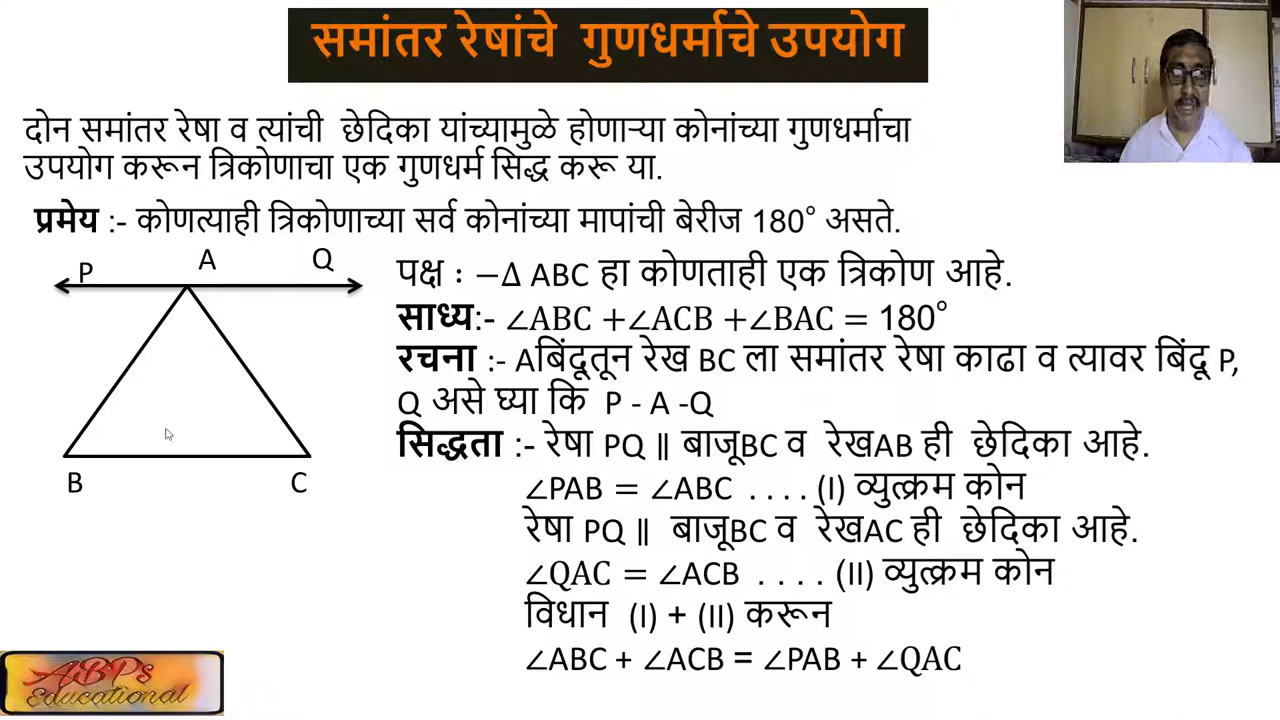 समांतर रेषांचे गुणधर्माचे उपयोग
दोन समांतर रेषा व त्यांची छेदिका यांच्यामुळे होणाऱ्या कोनांच्या गुणधर्माचा
उपयोग करून त्रिकोणाचा एक गुणधर्म सिद्ध करू या.
प्रमेय :- कोणत्याही त्रिकोणाच्या सर्व कोनांच्या मापांची बेरीज 180° असते.
P A Q
B C
पक्ष : −∆ ABC हा कोणताही एक त्रिकोण आहे.
साध्य:- ∠ABC +∠ACB +∠BAC = 180°
रचना :- Aबिंदूतून रेख BC ला समांतर रेषा काढा व त्यावर बिंदू P,
Q असे घ्या कि P - A -Q
सिद्धता :- रेषा PQ ∥ बाजूBC व रेखAB ही छेदिका आहे.
∠PAB = ∠ABC . . . . (I) व्युत्क्रम कोन
रेषा PQ ∥ बाजूBC व रेखAC ही छेदिका आहे.
∠QAC = ∠ACB . . . . (II) व्युत्क्रम कोन
विधान (I) + (II) करून
∠ABC + ∠ACB = ∠PAB + ∠QAC
ABPs
Educational